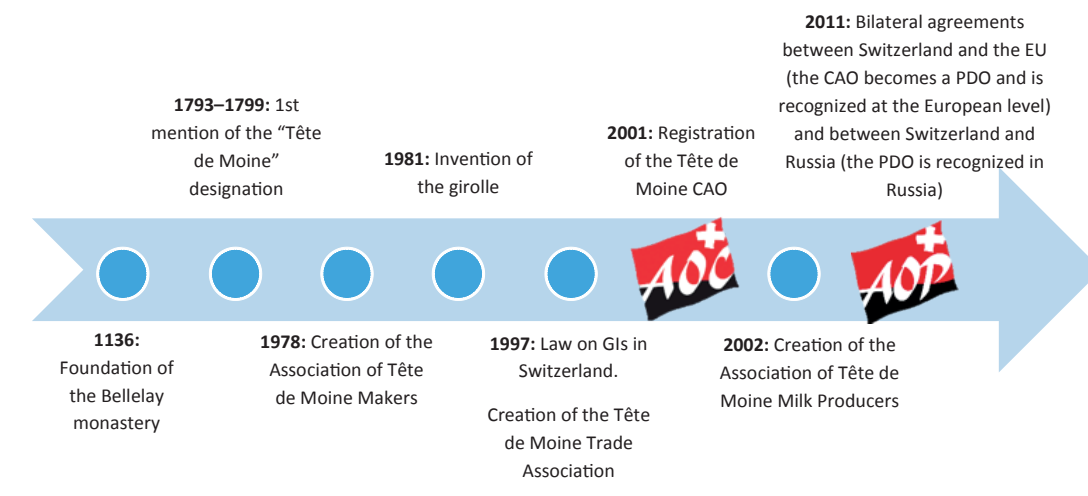 1136:
Foundation of
the Bellelay
monastery
1793–1799: 1st
mention of the “Tête
de Moine”
designation
1978: Creation of the
Association of Tête
de Moine Makers
1981: Invention of
the girolle
1997: Law on GIs in
Switzerland.
Creation of the Tête
de Moine Trade
Association
2001: Registration
of the Tête de
Moine CAO
AOC
2002: Creation of the
Association of Tête de
Moine Milk Producers
2011: Bilateral agreements
between Switzerland and the EU
(the CAO becomes a PDO and is
recognized at the European level)
and between Switzerland and
Russia (the PDO is recognized in
Russia)
AOP